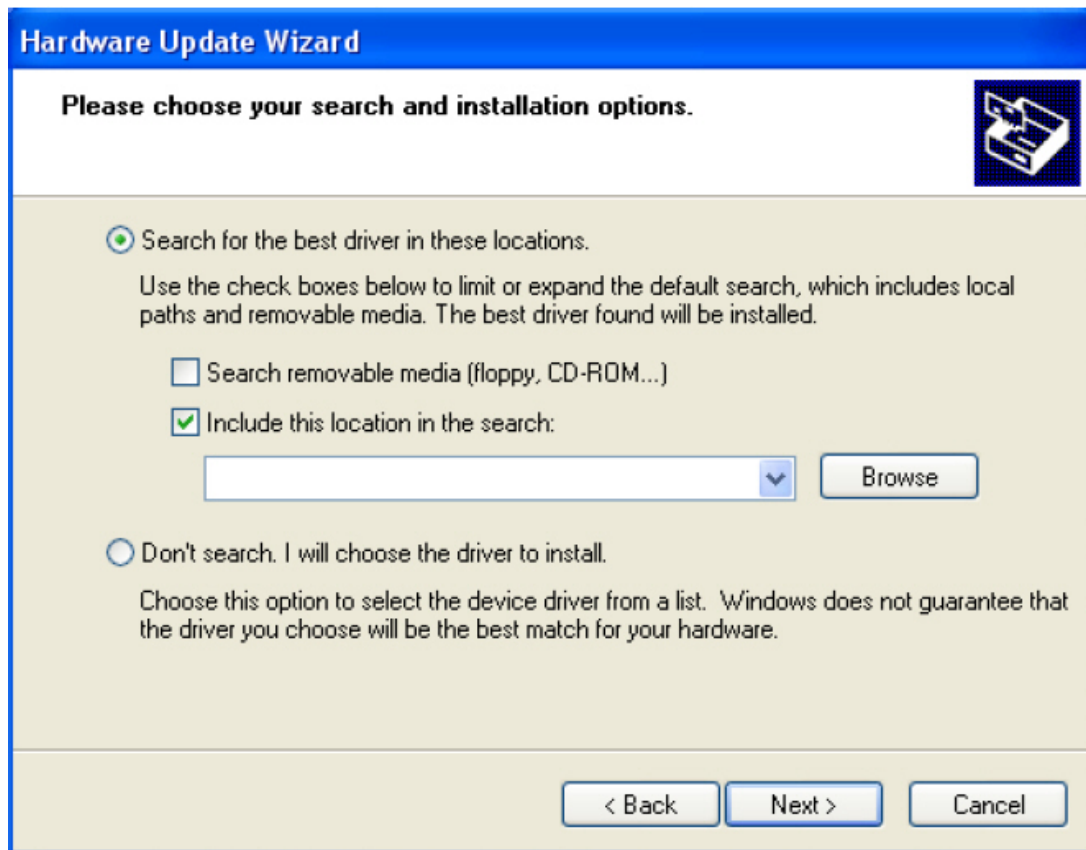 Hardware Update Wizard
Please choose your search and installation options.
Search for the best driver in these locations.
Use the check boxes below to limit or expand the default search, which includes local
paths and removable media. The best driver found will be installed.
Search removable media (floppy, CD-ROM...)
Include this location in the search:
Browse
Don't search. I will choose the driver to install.
Choose this option to select the device driver from a list.  Windows does not guarantee that
the driver you choose will be the best match for your hardware.
< Back Next > Cancel